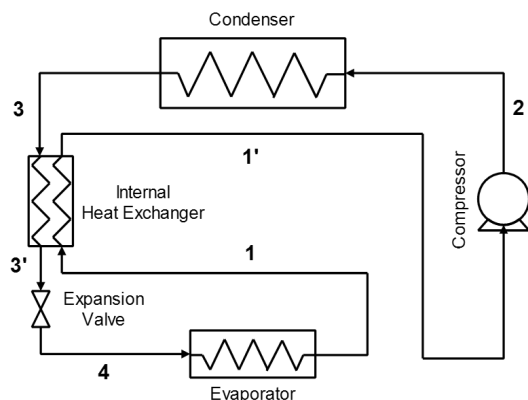 Condenser
3
2
1'
Internal
Heat Exchanger
Compressor
3'
1
Expansion
Valve
4
Evaporator